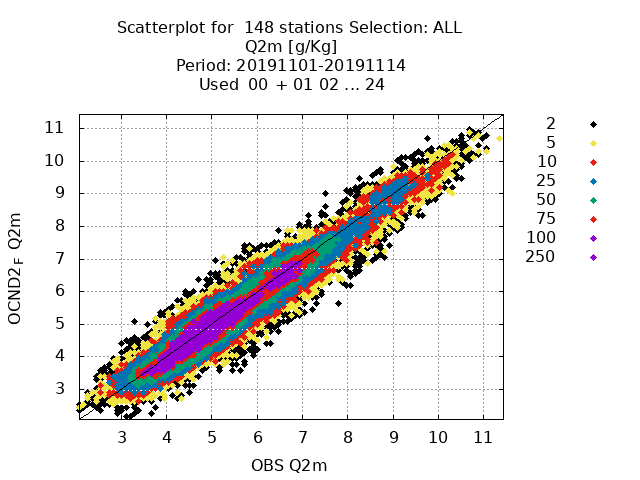 Scatterplot for  148 stations Selection: ALL
Q2m [g/Kg]
Period: 20191101-20191114
Used  00 + 01 02 ... 24
11
10
9
8
7
6
5
4
3
3 4 5 6 7 8 9 10 11
OCND2F Q2m
OBS Q2m
2
5
10
25
50
75
100
250